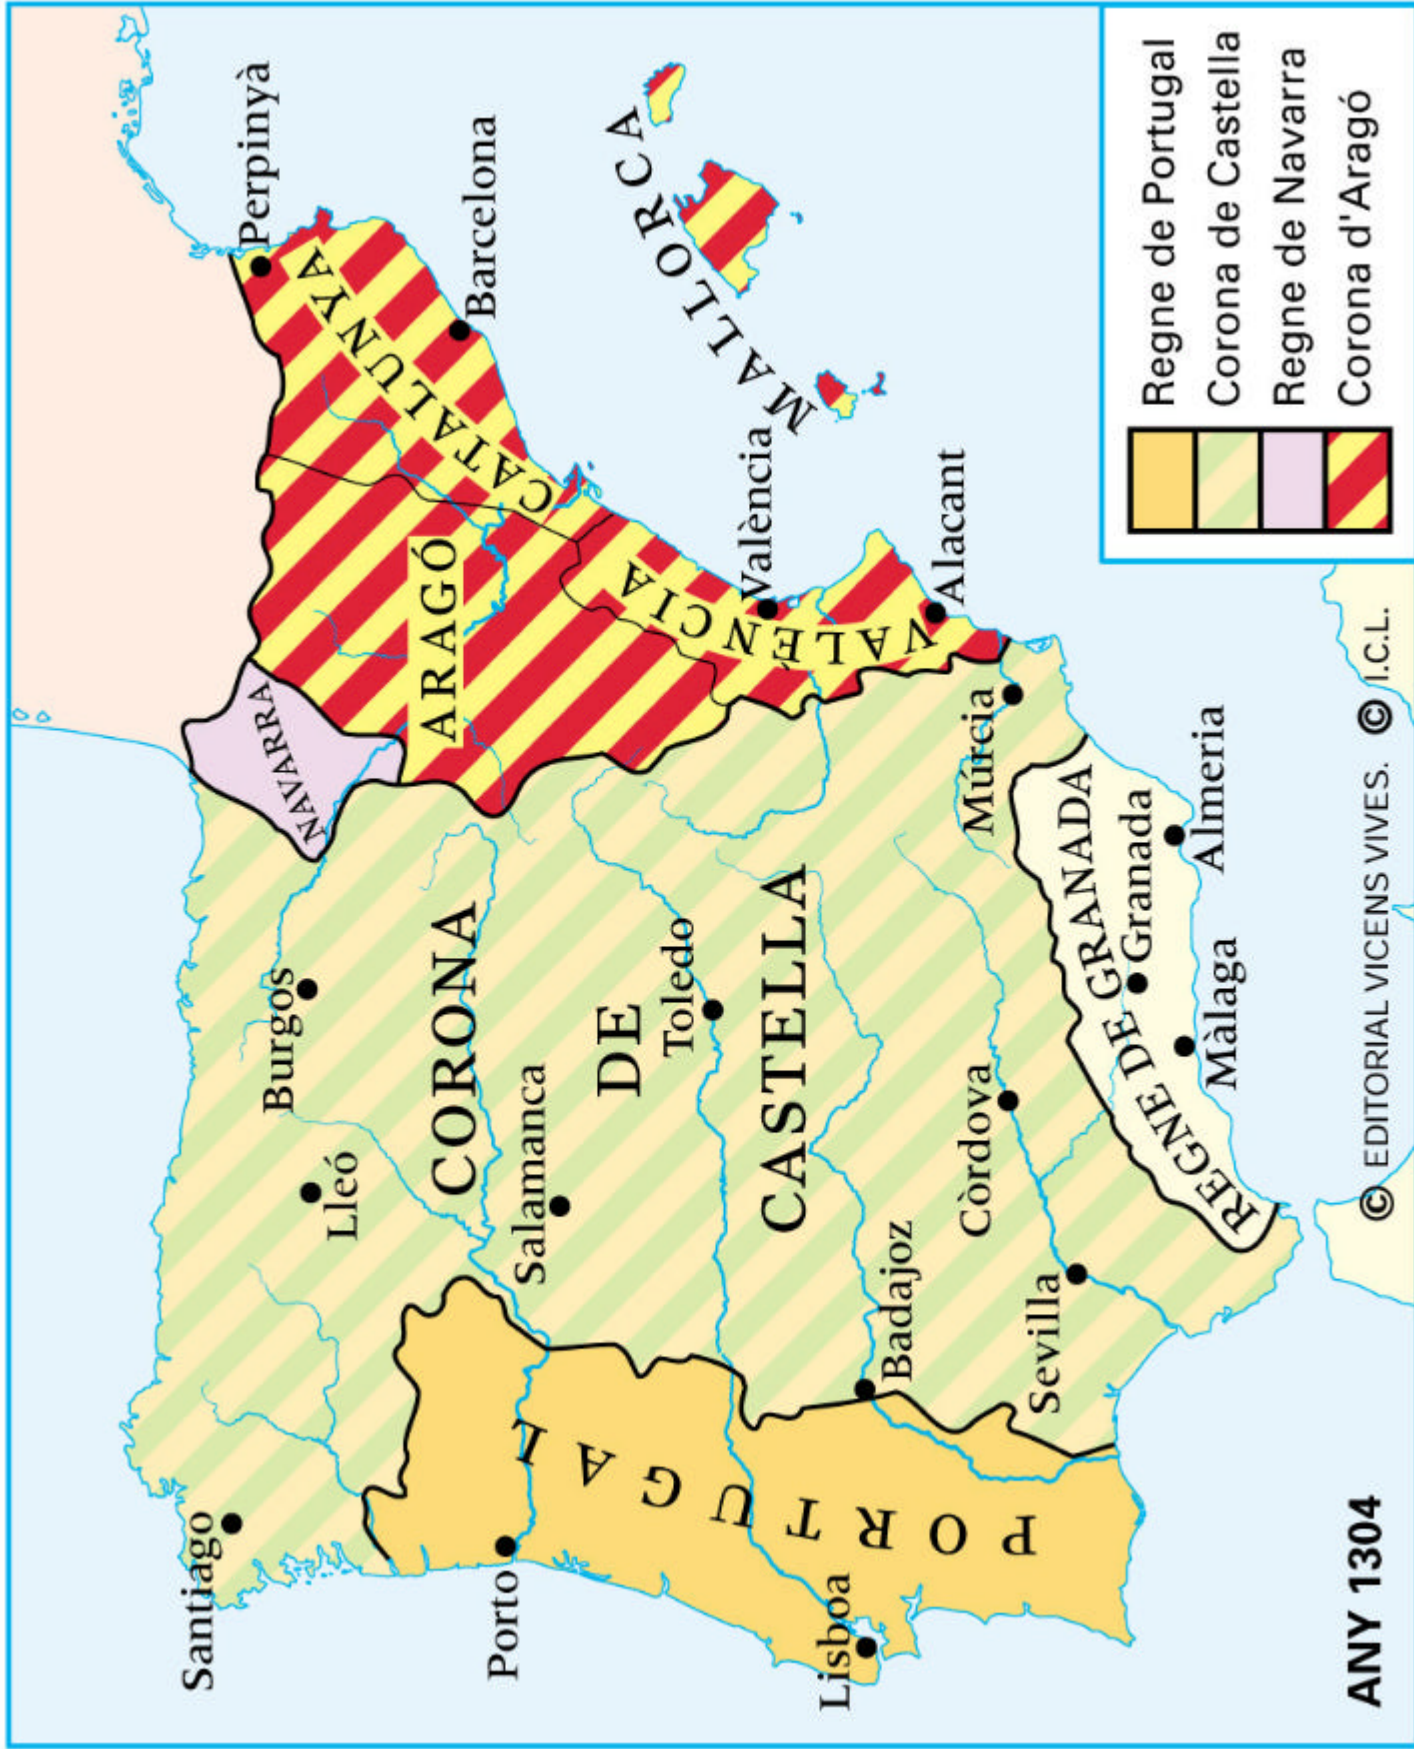 Santiago
Lleó
Burgos
NAVARRA
Perpinyà
CATALUNYA
Barcelona
ARAGÓ
CORONA
DE
CASTELLA
Porto
Salamanca
PORTUGAL
Toledo
VALÈNCIA
València
MALLORCA
Lisboa
Badajoz
Alacant
Múrcia
Còrdova
Sevilla
REGNE DE GRANADA
Granada
Almeria
Màlaga
Regne de Portugal
Corona de Castella
Regne de Navarra
Corona d'Aragó
ANY 1304
© EDITORIAL VICENS VIVES. © I.C.L.